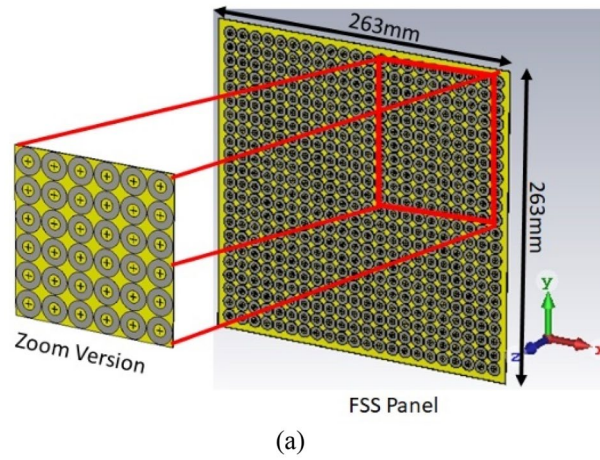 263mm
263mm
Zoom Version
y
x
z
FSS Panel
(a)